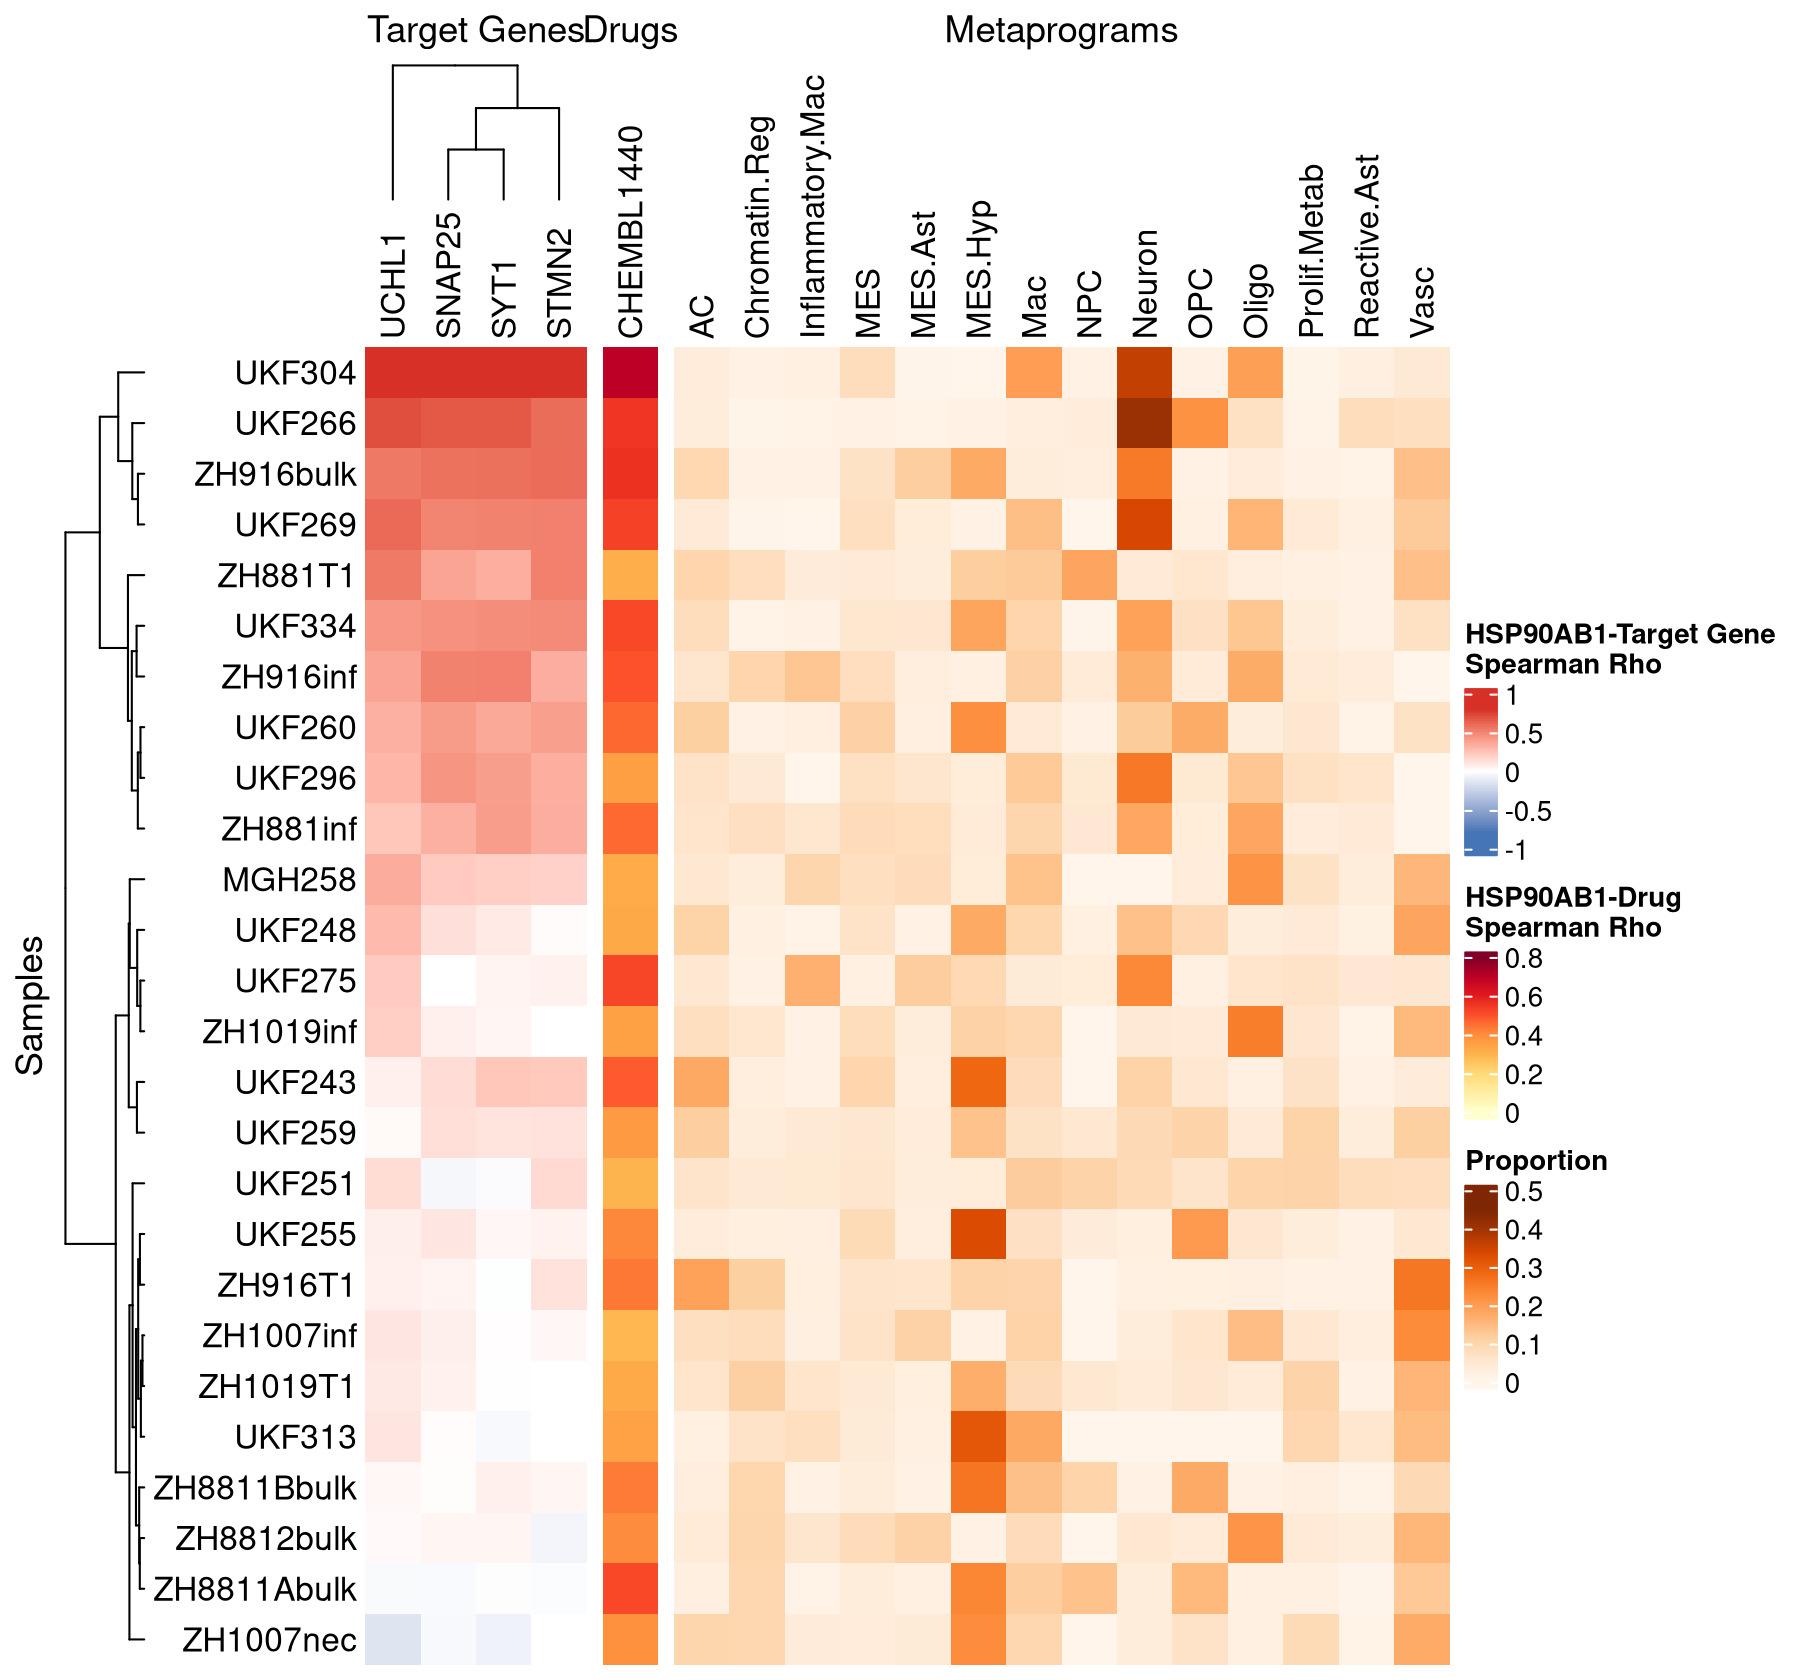 Target Genes
Drugs
Metaprograms
UCHL1
SNAP25
SYT1
STMN2
CHEMBL1440
AC
Chromatin.Reg
Inflammatory.Mac
MES
MES.Ast
MES.Hyp
Mac
NPC
Neuron
OPC
Oligo
Prolif.Metab
Reactive.Ast
Vasc
Samples
UKF304
UKF266
ZH916bulk
UKF269
ZH881T1
UKF334
ZH916inf
UKF260
UKF296
ZH881inf
MGH258
UKF248
UKF275
ZH1019inf
UKF243
UKF259
UKF251
UKF255
ZH916T1
ZH1007inf
ZH1019T1
UKF313
ZH8811Bbulk
ZH8812bulk
ZH8811Abulk
ZH1007nec
HSP90AB1-Target Gene
Spearman Rho
1
0.5
0
-0.5
-1
HSP90AB1-Drug
Spearman Rho
0.8
0.6
0.4
0.2
0
Proportion
0.5
0.4
0.3
0.2
0.1
0